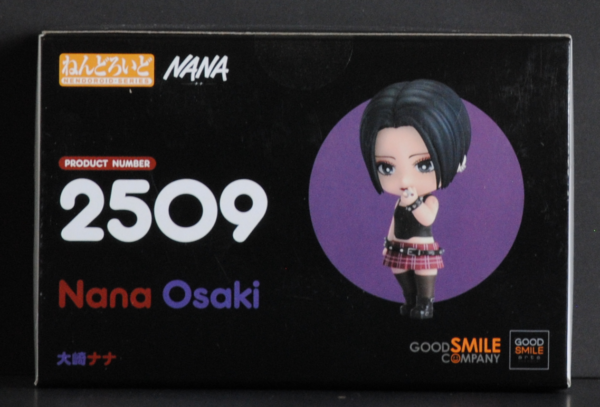 ねんどろいど
NENDOROID SERIES
NANA
PRODUCT NUMBER
2509
Nana Osaki
大崎ナナ
GOOD SMILE
COMPANY
GOOD
SMILE
arts